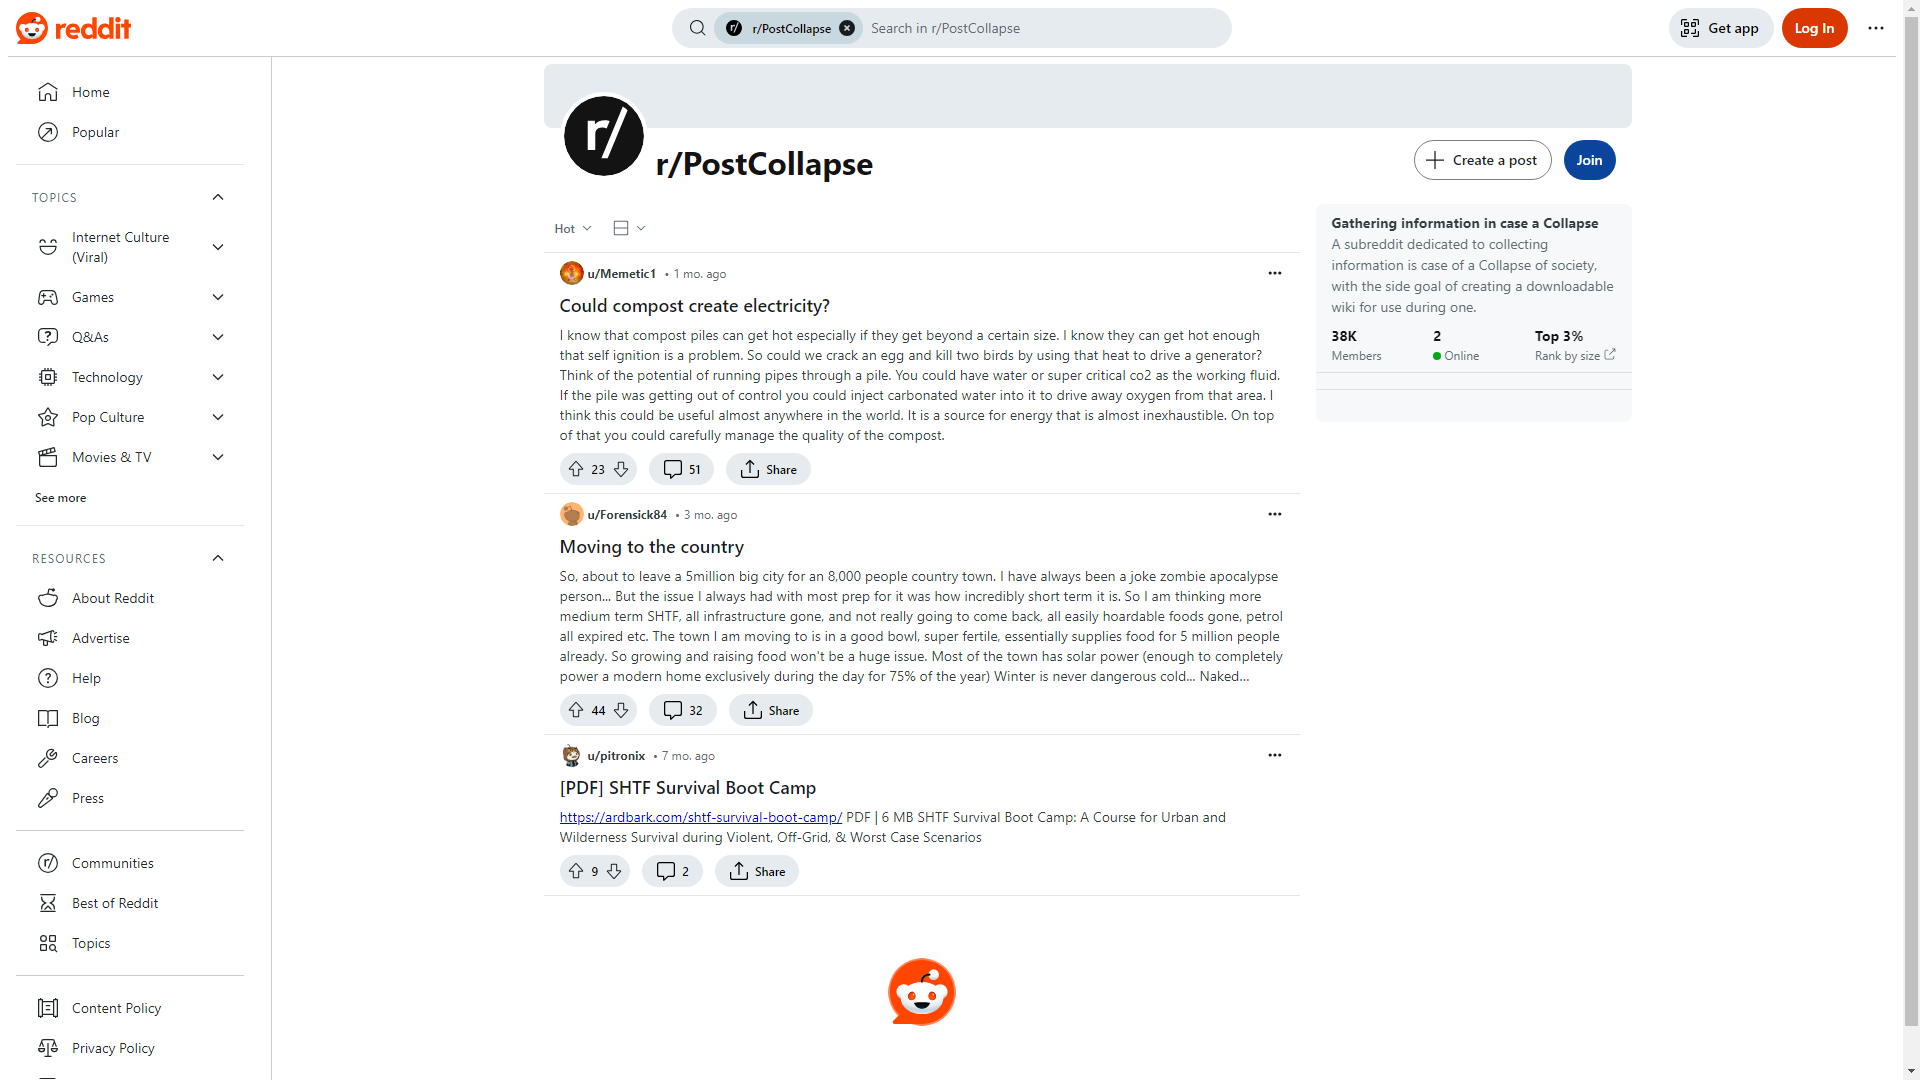 reddit
r/ r/PostCollapse
Search in r/PostCollapse
Get app
Log In
Home
Popular
TOPICS
Internet Culture
(Viral)
Games
Q&As
Technology
Pop Culture
Movies & TV
See more
RESOURCES
About Reddit
Advertise
Help
Blog
Careers
Press
Communities
Best of Reddit
Topics
Content Policy
Privacy Policy
r/
r/PostCollapse
Create a post
Join
Hot
u/Memetic1 • 1 mo. ago
Could compost create electricity?
I know that compost piles can get hot especially if they get beyond a certain size. I know they can get hot enough
that self ignition is a problem. So could we crack an egg and kill two birds by using that heat to drive a generator?
Think of the potential of running pipes through a pile. You could have water or super critical co2 as the working fluid.
If the pile was getting out of control you could inject carbonated water into it to drive away oxygen from that area. I
think this could be useful almost anywhere in the world. It is a source for energy that is almost inexhaustible. On top
of that you could carefully manage the quality of the compost.
23
51
Share
u/Forensick84 • 3 mo. ago
Moving to the country
So, about to leave a 5million big city for an 8,000 people country town. I have always been a joke zombie apocalypse
person... But the issue I always had with most prep for it was how incredibly short term it is. So I am thinking more
medium term SHTF, all infrastructure gone, and not really going to come back, all easily hoardable foods gone, petrol
all expired etc. The town I am moving to is in a good bowl, super fertile, essentially supplies food for 5 million people
already. So growing and raising food won't be a huge issue. Most of the town has solar power (enough to completely
power a modern home exclusively during the day for 75% of the year) Winter is never dangerous cold... Naked...
44
32
Share
u/pitronix • 7 mo. ago
[PDF] SHTF Survival Boot Camp
https://ardbark.com/shtf-survival-boot-camp/ PDF | 6 MB SHTF Survival Boot Camp: A Course for Urban and
Wilderness Survival during Violent, Off-Grid, & Worst Case Scenarios
9
2
Share
Gathering information in case a Collapse
A subreddit dedicated to collecting
information is case of a Collapse of society,
with the side goal of creating a downloadable
wiki for use during one.
38K
Members
2
Online
Top 3%
Rank by size